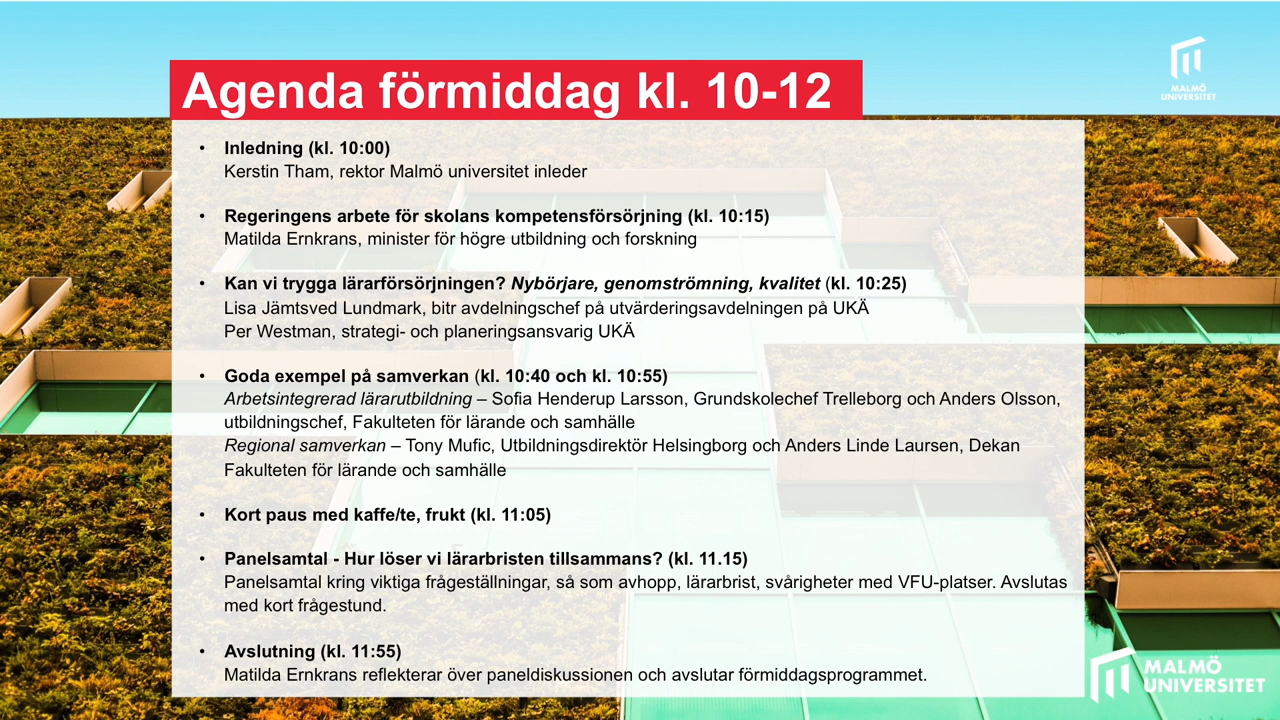 Agenda förmiddag kl. 10-12
MALMÖ
UNIVERSITET
• Inledning (kl. 10:00)
Kerstin Tham, rektor Malmö universitet inleder
• Regeringens arbete för skolans kompetensförsörjning (kl. 10:15)
Matilda Ernkrans, minister för högre utbildning och forskning
• Kan vi trygga lärarförsörjningen? Nybörjare, genomströmning, kvalitet (kl. 10:25)
Lisa Jämtsved Lundmark, bitr avdelningschef på utvärderingsavdelningen på UKÄ
Per Westman, strategi- och planeringsansvarig UKÄ
• Goda exempel på samverkan (kl. 10:40 och kl. 10:55)
Arbetsintegrerad lärarutbildning – Sofia Henderup Larsson, Grundskolechef Trelleborg och Anders Olsson,
utbildningschef, Fakulteten för lärande och samhälle
Regional samverkan – Tony Mufic, Utbildningsdirektör Helsingborg och Anders Linde Laursen, Dekan
Fakulteten för lärande och samhälle
• Kort paus med kaffe/te, frukt (kl. 11:05)
• Panelsamtal - Hur löser vi lärarbristen tillsammans? (kl. 11.15)
Panelsamtal kring viktiga frågeställningar, så som avhopp, lärarbrist, svårigheter med VFU-platser. Avslutas
med kort frågestund.
• Avslutning (kl. 11:55)
Matilda Ernkrans reflekterar över paneldiskussionen och avslutar förmiddagsprogrammet.
MALMÖ
UNIVERSITET